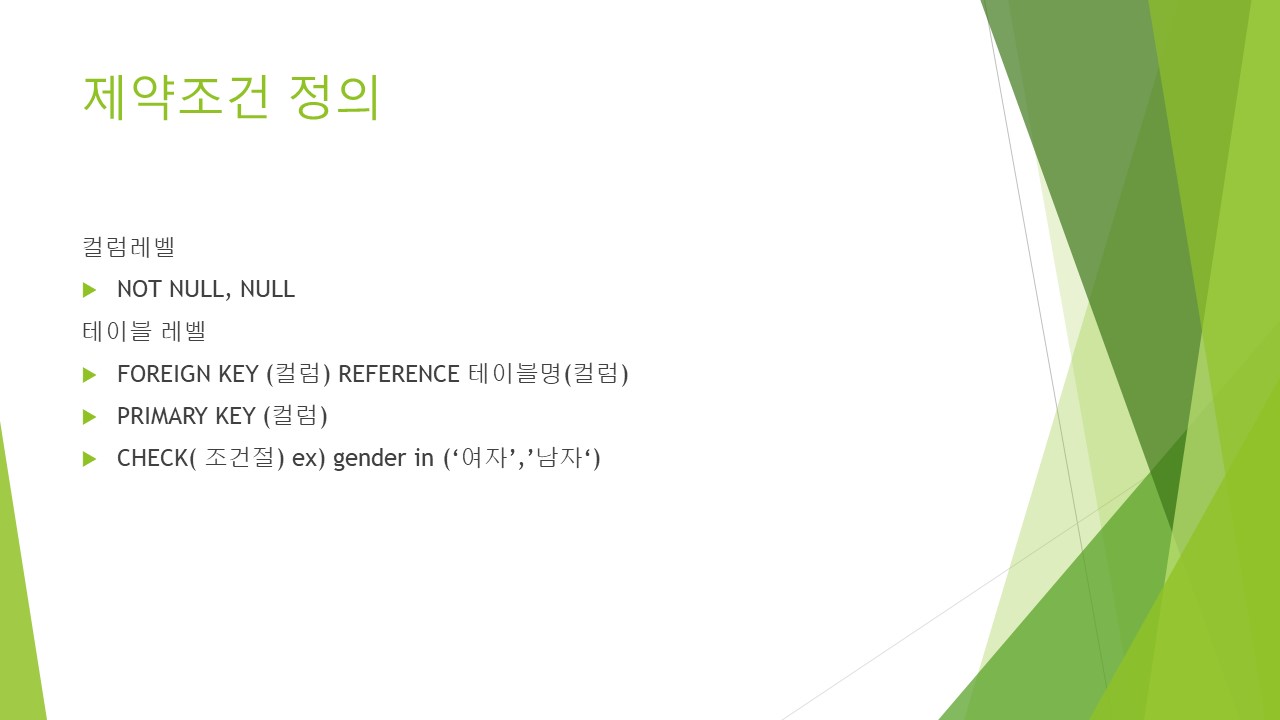 제약조건 정의
컬럼레벨
NOT NULL, NULL
테이블 레벨
FOREIGN KEY (컬럼) REFERENCE 테이블명(컬럼)
PRIMARY KEY (컬럼)
CHECK( 조건절) ex) gender in (‘여자’,’남자‘)